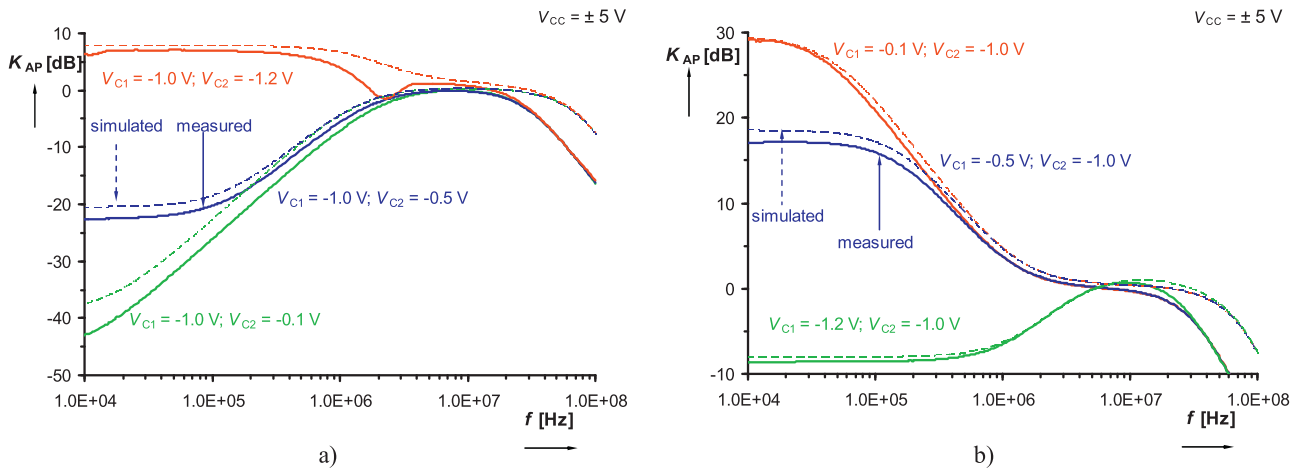 V_CC = ± 5 V
K_AP [dB]
10
0
-10
-20
-30
-40
-50
V_C1 = -1.0 V; V_C2 = -1.2 V
simulated
measured
V_C1 = -1.0 V; V_C2 = -0.5 V
V_C1 = -1.0 V; V_C2 = -0.1 V
1.0E+04
1.0E+05
1.0E+06
1.0E+07
1.0E+08
f [Hz]
a)
V_CC = ± 5 V
K_AP [dB]
30
20
10
0
-10
V_C1 = -0.1 V; V_C2 = -1.0 V
V_C1 = -0.5 V; V_C2 = -1.0 V
simulated
measured
V_C1 = -1.2 V; V_C2 = -1.0 V
1.0E+04
1.0E+05
1.0E+06
1.0E+07
1.0E+08
f [Hz]
b)